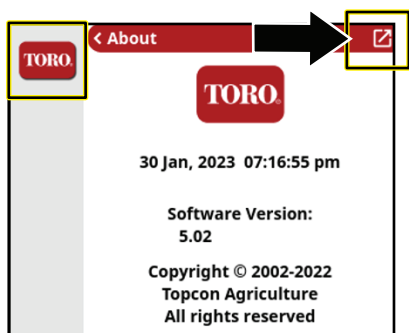 TORO.
About
TORO.
30 Jan, 2023 07:16:55 pm
Software Version:
5.02
Copyright © 2002-2022
Topcon Agriculture
All rights reserved